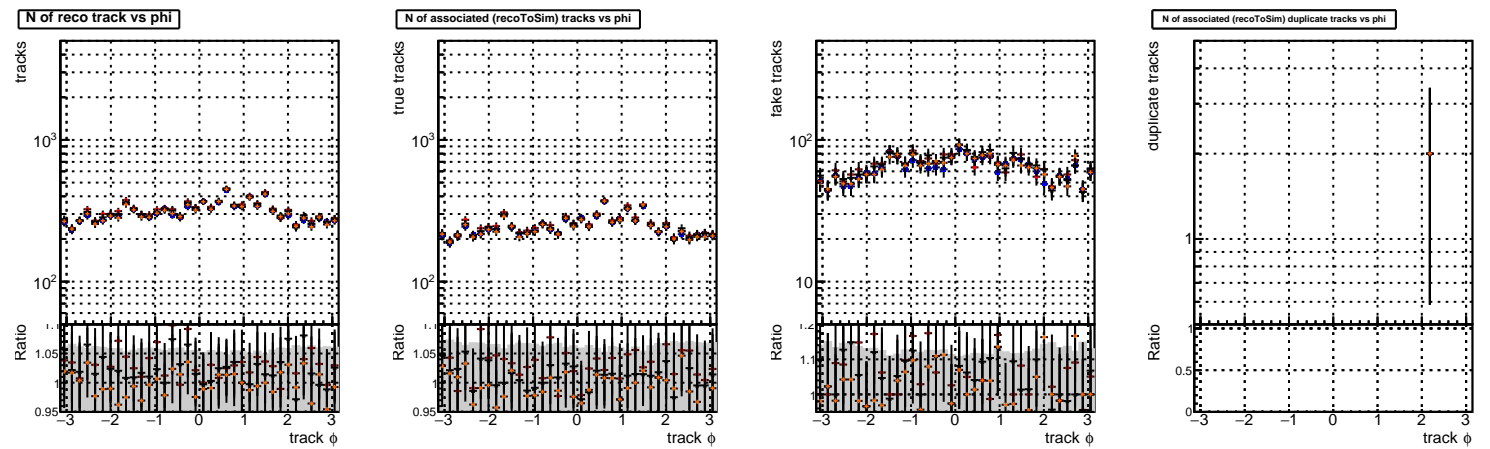 N of reco track vs phi
tracks
10³
10²
Ratio
1.05
1
0.95
−3 −2 −1 0 1 2 3
track ϕ
N of associated (recoToSim) tracks vs phi
true tracks
10³
10²
Ratio
1.05
1
0.95
−3 −2 −1 0 1 2 3
track ϕ
fake tracks
10²
10
Ratio
1.2
1.1
1
−3 −2 −1 0 1 2 3
track ϕ
N of associated (recoToSim) duplicate tracks vs phi
duplicate tracks
1
Ratio
1
0.5
0
−3 −2 −1 0 1 2 3
track ϕ